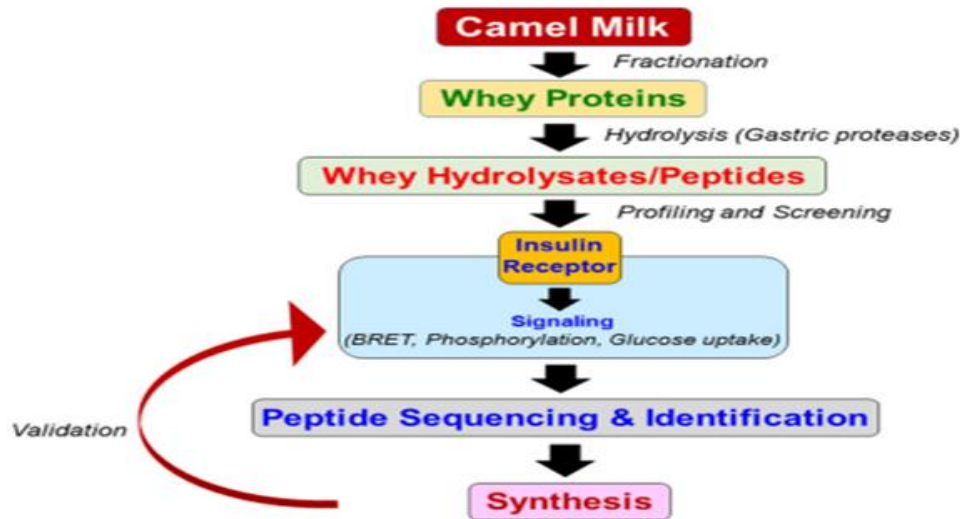 Camel Milk
Fractionation
Whey Proteins
Hydrolysis (Gastric proteases)
Whey Hydrolysates/Peptides
Profiling and Screening
Insulin
Receptor
Signaling
(BRET, Phosphorylation, Glucose uptake)
Peptide Sequencing & Identification
Validation
Synthesis